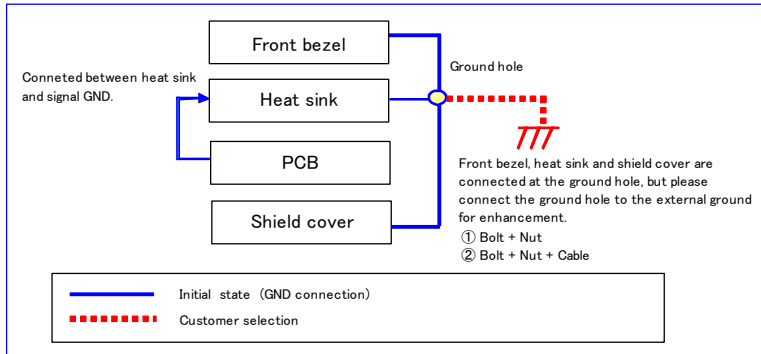 Front bezel
Ground hole
Conneted between heat sink
and signal GND.
Heat sink
PCB
Front bezel, heat sink and shield cover are
connected at the ground hole, but please
connect the ground hole to the external ground
for enhancement.
① Bolt + Nut
② Bolt + Nut + Cable
Shield cover
Initial state (GND connection)
Customer selection